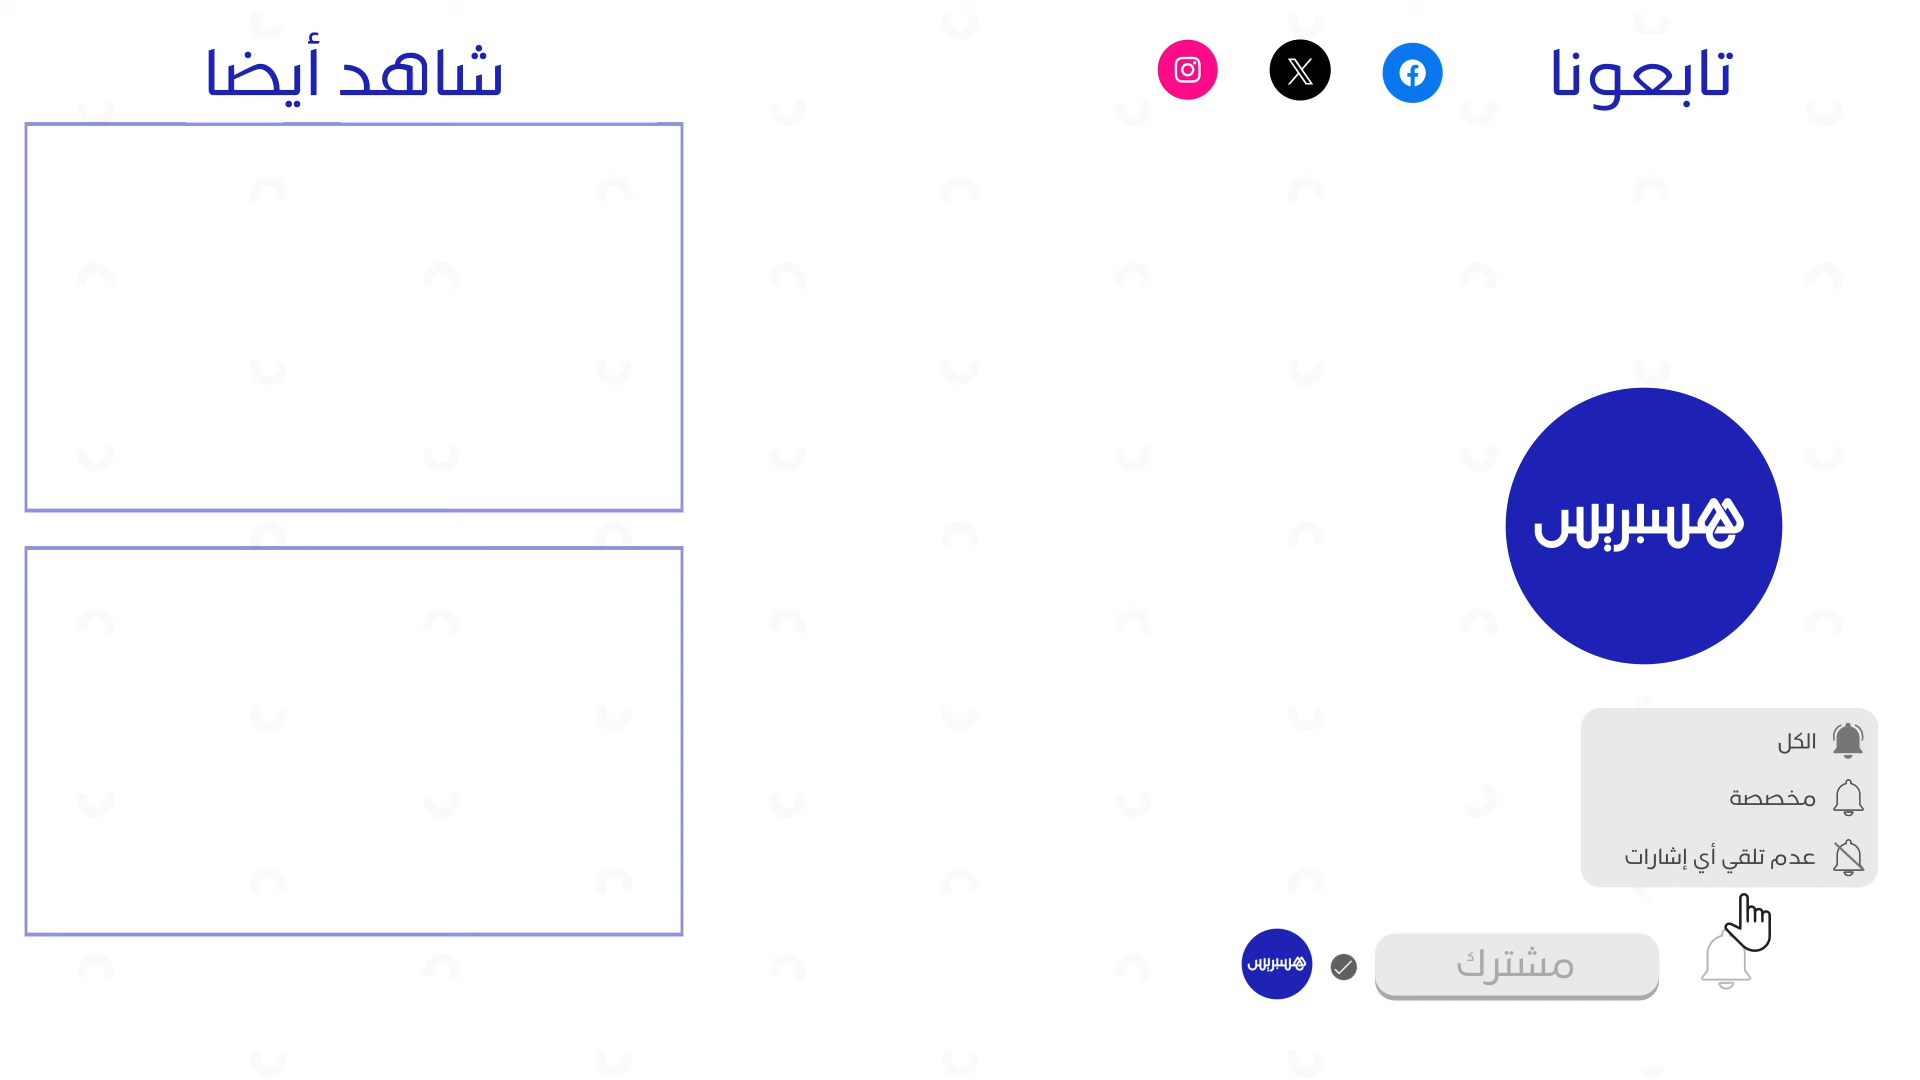 تابعونا
شاهد أيضا
هسبريس
الكل
مخصصة
عدم تلقي أي إشارات
هسبريس
مشترك